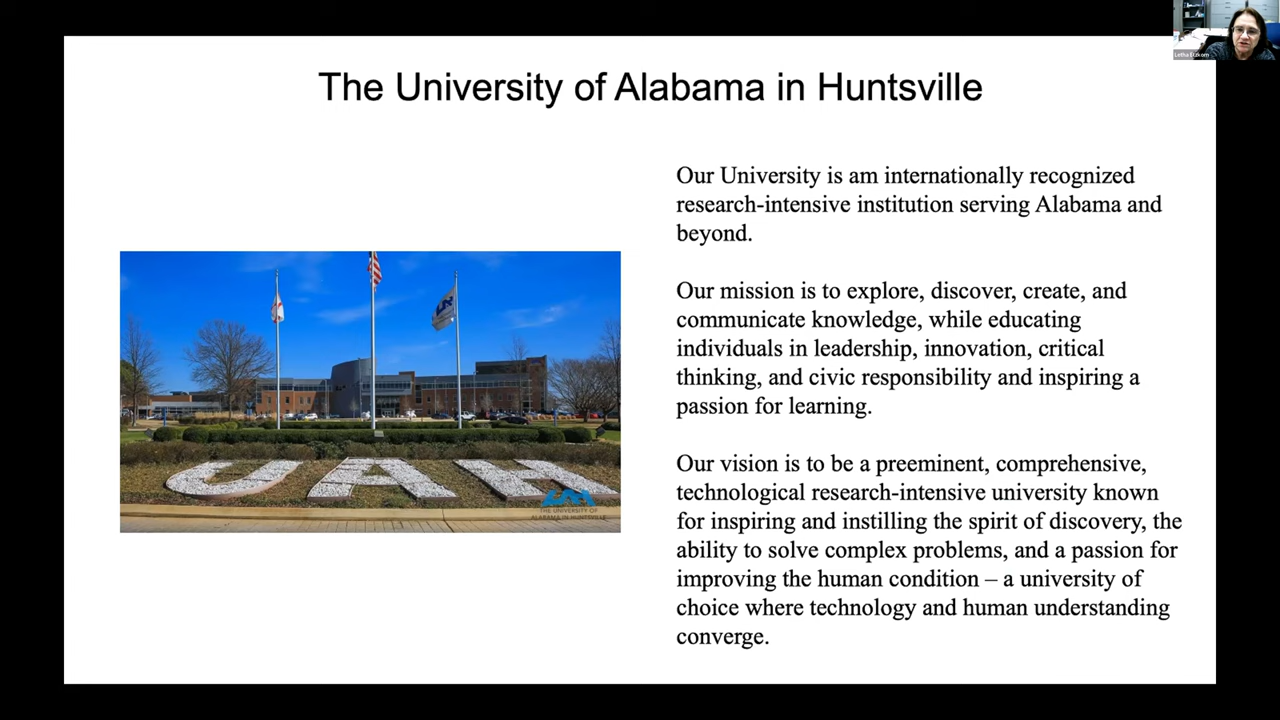 The University of Alabama in Huntsville
Letha Etzkorn
Our University is am internationally recognized
research-intensive institution serving Alabama and
beyond.
Our mission is to explore, discover, create, and
communicate knowledge, while educating
individuals in leadership, innovation, critical
thinking, and civic responsibility and inspiring a
passion for learning.
Our vision is to be a preeminent, comprehensive,
technological research-intensive university known
for inspiring and instilling the spirit of discovery, the
ability to solve complex problems, and a passion for
improving the human condition – a university of
choice where technology and human understanding
converge.
UAH
THE UNIVERSITY OF
ALABAMA IN HUNTSVILLE